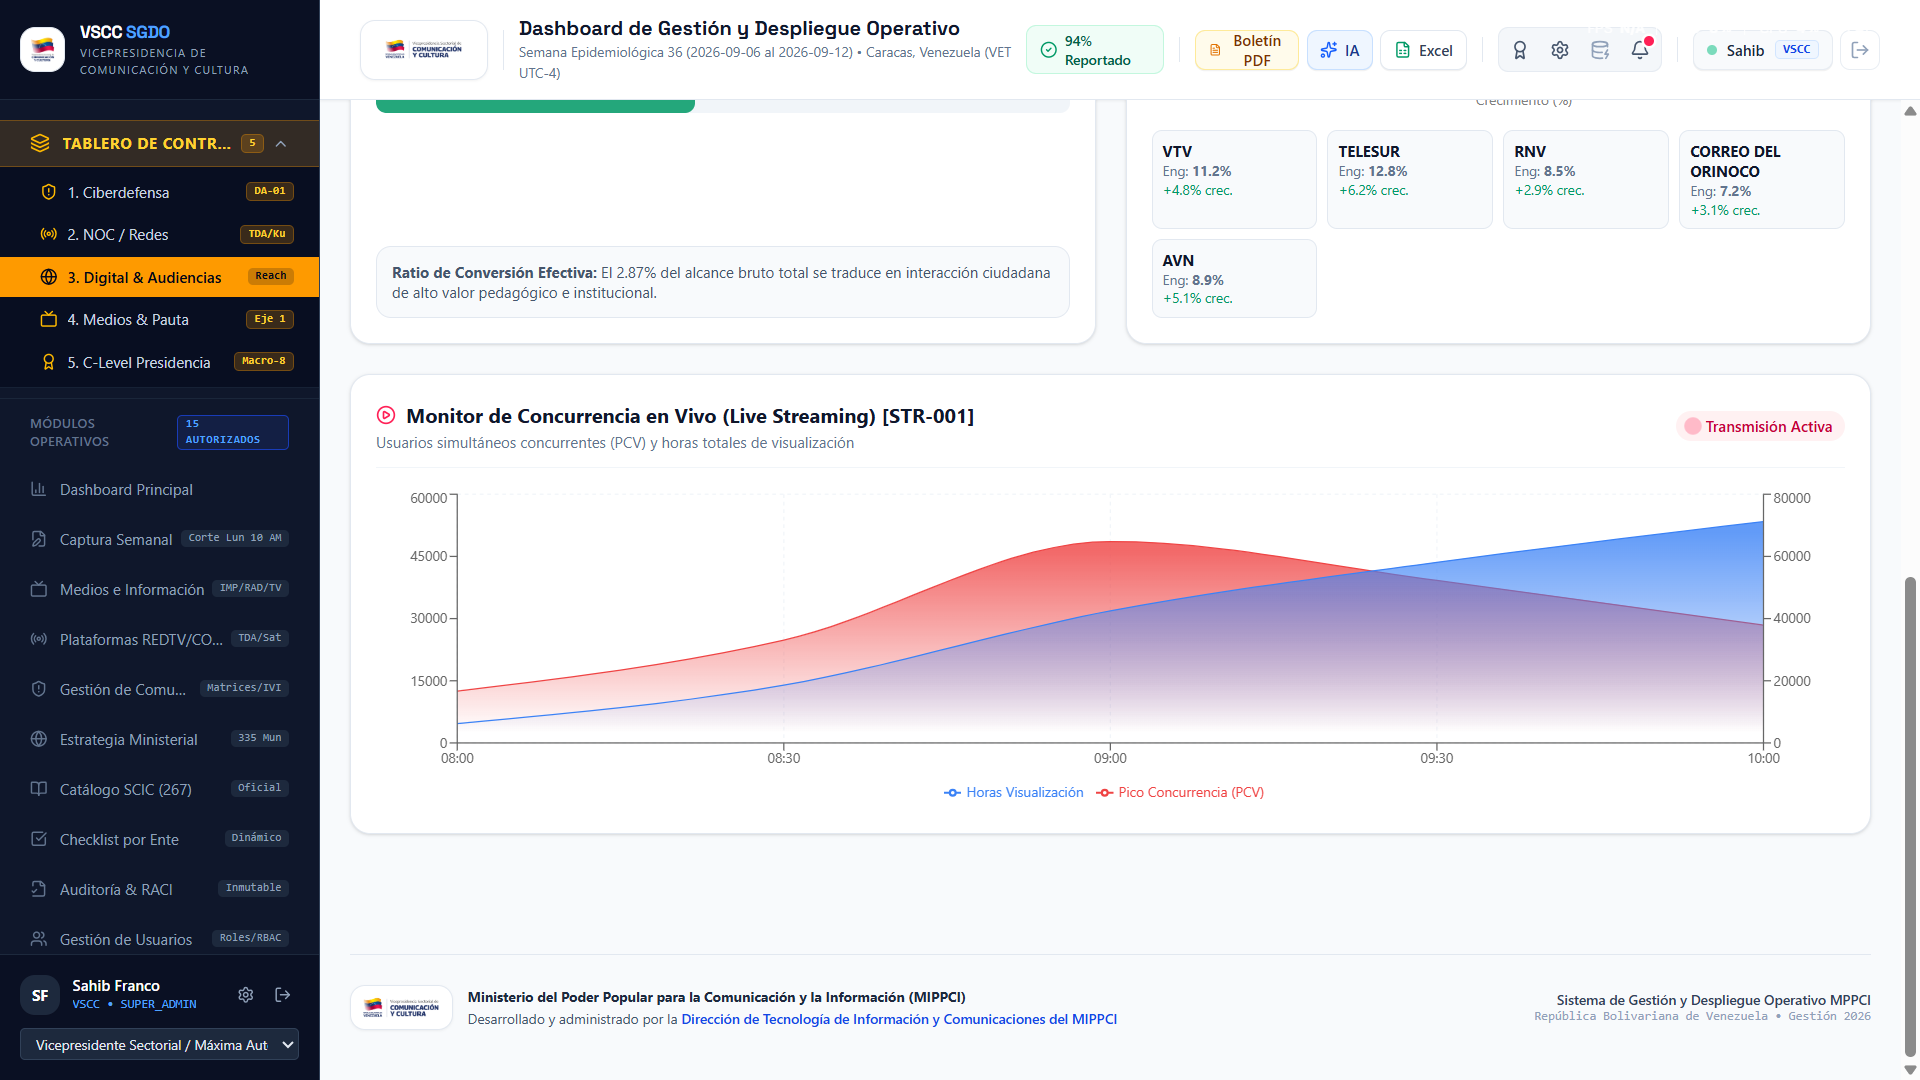 VSCC SGDO
VICEPRESIDENCIA DE
COMUNICACIÓN Y CULTURA
TABLERO DE CONTR... 5
1. Ciberdefensa DA-01
2. NOC / Redes TDA/Ku
3. Digital & Audiencias Reach
4. Medios & Pauta Eje 1
5. C-Level Presidencia Macro-8
MÓDULOS
OPERATIVOS
15
AUTORIZADOS
Dashboard Principal
Captura Semanal Corte Lun 10 AM
Medios e Información IMP/RAD/TV
Plataformas REDTV/CO... TDA/Sat
Gestión de Comu... Matrices/IVI
Estrategia Ministerial 335 Mun
Catálogo SCIC (267) Oficial
Checklist por Ente Dinámico
Auditoría & RACI Inmutable
Gestión de Usuarios Roles/RBAC
SF
Sahib Franco
VSCC • SUPER_ADMIN
Vicepresidente Sectorial / Máxima Aut
COMUNICACIÓN
Y CULTURA
Dashboard de Gestión y Despliegue Operativo
Semana Epidemiológica 36 (2026-09-06 al 2026-09-12) • Caracas, Venezuela (VET
UTC-4)
94%
Reportado
Boletín
PDF
IA
Excel
Sahib VSCC
Crecimiento (%)
Ratio de Conversión Efectiva: El 2.87% del alcance bruto total se traduce en interacción ciudadana
de alto valor pedagógico e institucional.
VTV
Eng: 11.2%
+4.8% crec.
TELESUR
Eng: 12.8%
+6.2% crec.
RNV
Eng: 8.5%
+2.9% crec.
CORREO DEL
ORINOCO
Eng: 7.2%
+3.1% crec.
AVN
Eng: 8.9%
+5.1% crec.
Monitor de Concurrencia en Vivo (Live Streaming) [STR-001]
Usuarios simultáneos concurrentes (PCV) y horas totales de visualización
Transmisión Activa
60000
45000
30000
15000
0
80000
60000
40000
20000
0
08:00 08:30 09:00 09:30 10:00
Horas Visualización Pico Concurrencia (PCV)
COMUNICACIÓN
Y CULTURA
Ministerio del Poder Popular para la Comunicación y la Información (MIPPCI)
Desarrollado y administrado por la Dirección de Tecnología de Información y Comunicaciones del MIPPCI
Sistema de Gestión y Despliegue Operativo MPPCI
República Bolivariana de Venezuela • Gestión 2026